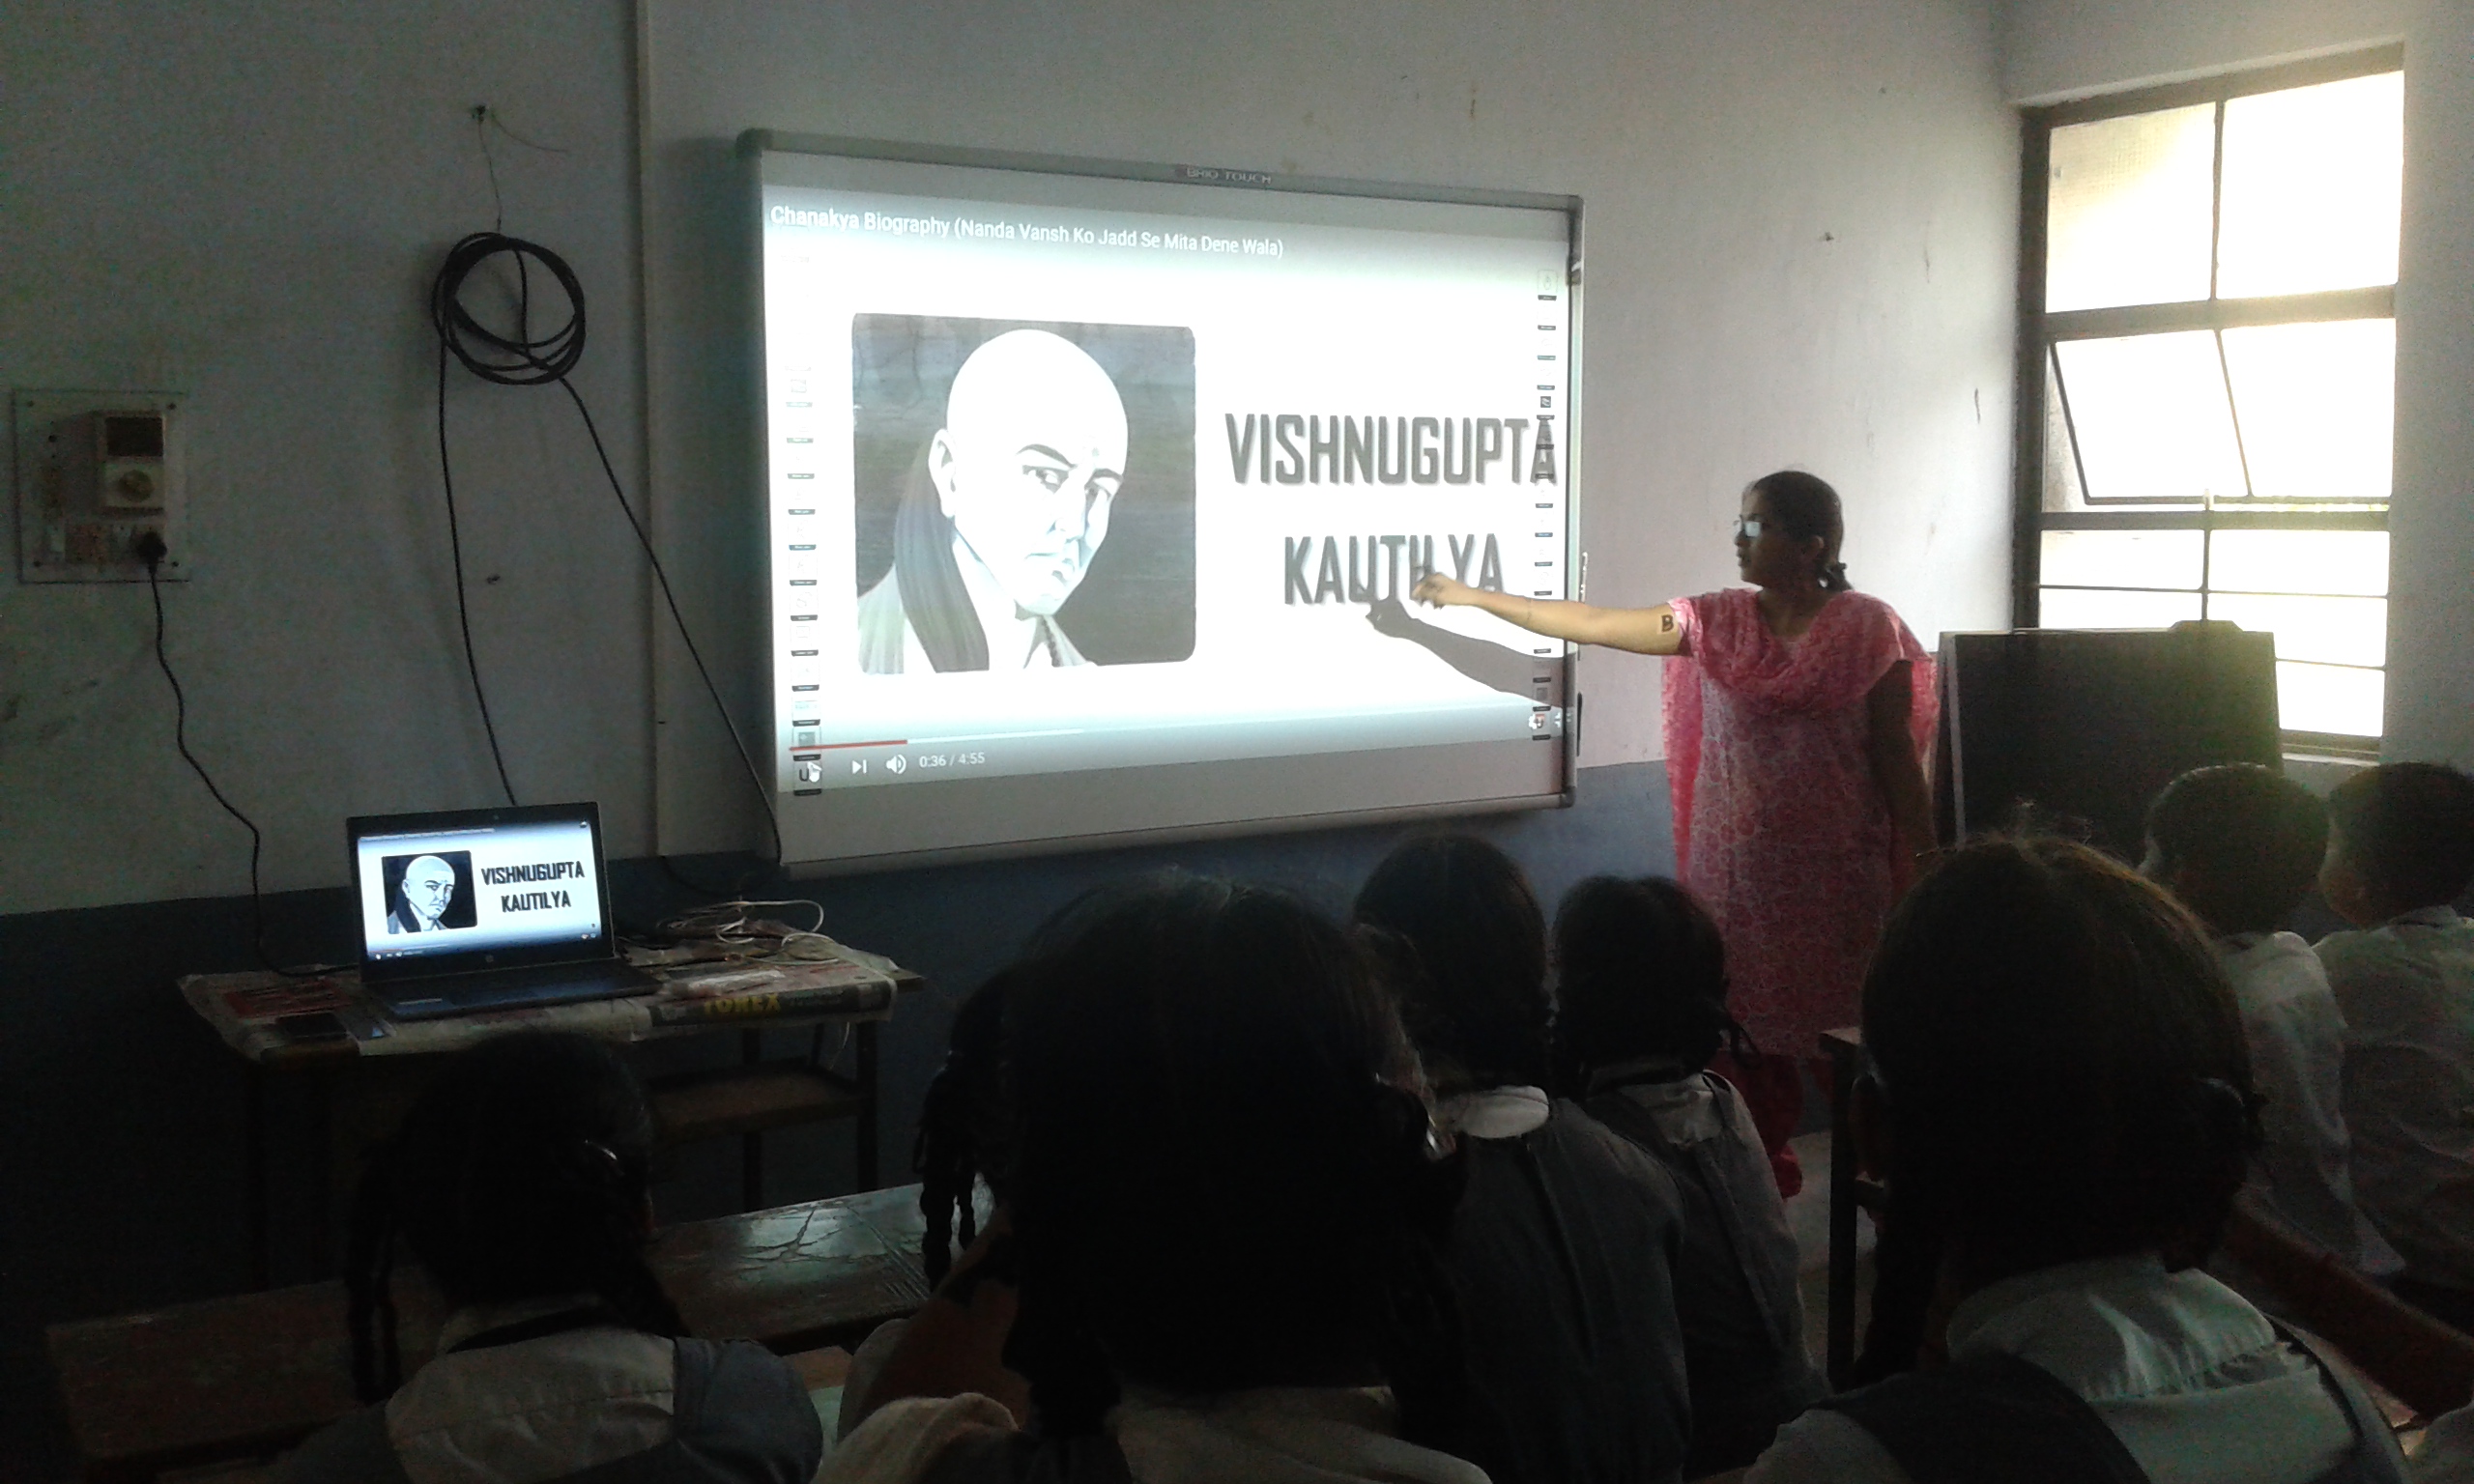 BRIO TOUCH
Chanakya Biography (Nanda Vansh Ko Jadd Se Mita Dene Wala)
VISHNUGUPTA
KAUTILYA
0:36 / 4:55
B
VISHNUGUPTA
KAUTILYA